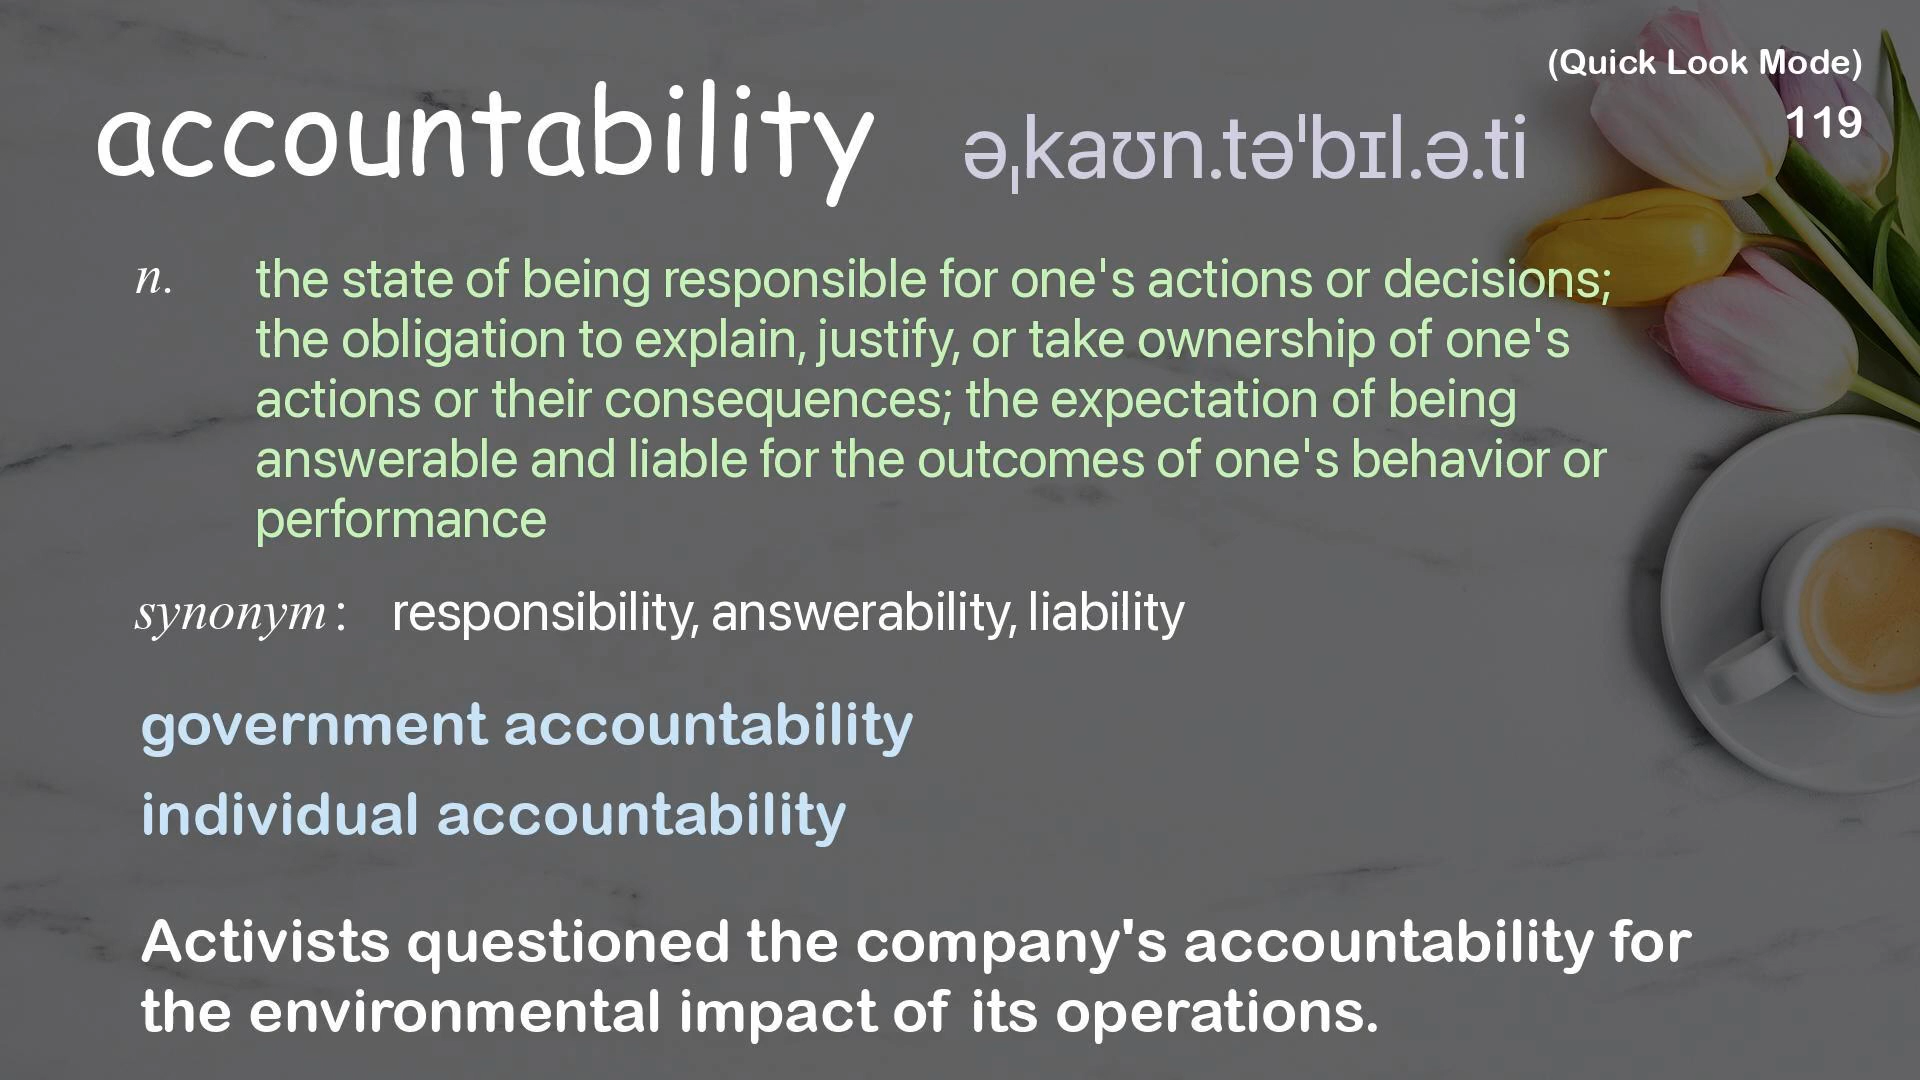 (Quick Look Mode)
119
accountability əˌkaʊn.təˈbɪl.ə.ti
n. the state of being responsible for one's actions or decisions;
the obligation to explain, justify, or take ownership of one's
actions or their consequences; the expectation of being
answerable and liable for the outcomes of one's behavior or
performance
synonym: responsibility, answerability, liability
government accountability
individual accountability
Activists questioned the company's accountability for
the environmental impact of its operations.